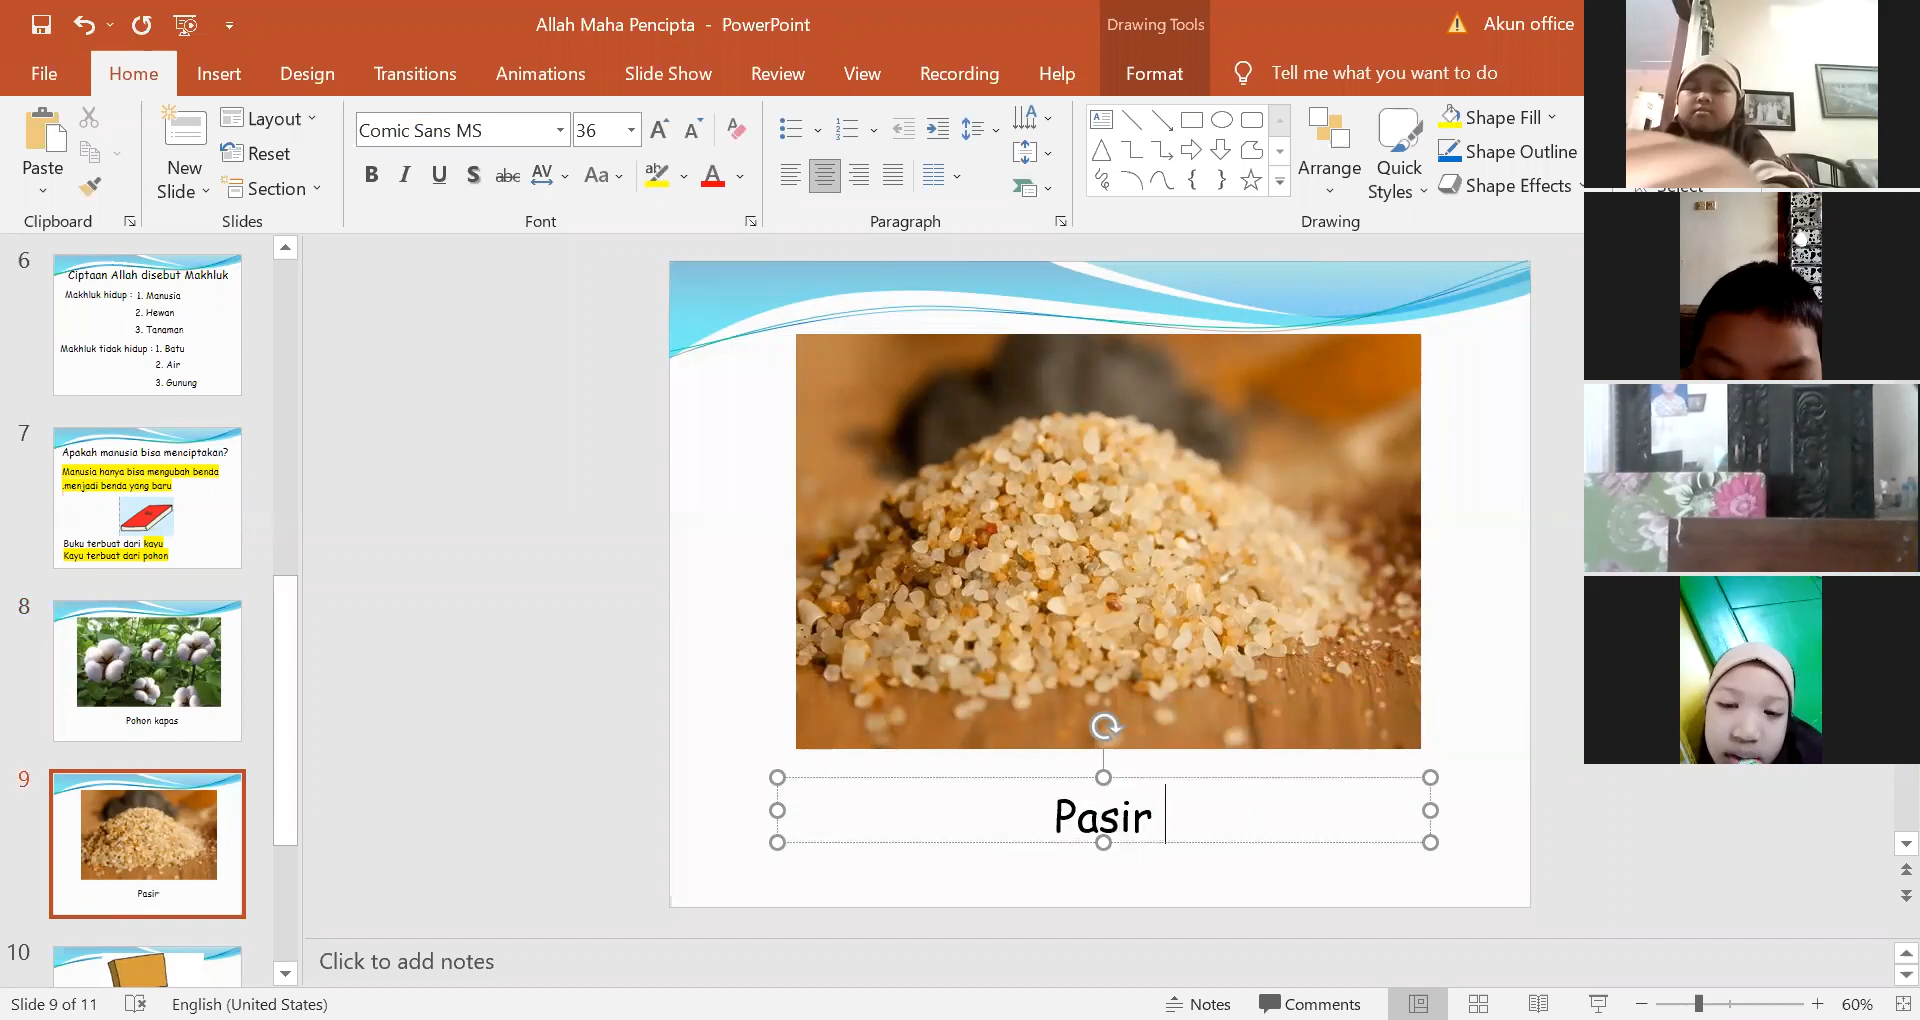 Allah Maha Pencipta - PowerPoint
Drawing Tools
Akun office
File
Home
Insert
Design
Transitions
Animations
Slide Show
Review
View
Recording
Help
Format
Tell me what you want to do
Paste
Clipboard
New
Slide
Layout
Reset
Section
Slides
Comic Sans MS
36
B I U S abc AV Aa A
Font
Paragraph
Arrange
Quick
Styles
Shape Fill
Shape Outline
Shape Effects
Select
Drawing
6
Ciptaan Allah disebut Makhluk
Makhluk hidup : 1. Manusia
2. Hewan
3. Tanaman
Makhluk tidak hidup : 1. Batu
2. Air
3. Gunung
7
Apakah manusia bisa menciptakan?
Manusia hanya bisa mengubah benda
menjadi benda yang baru
Buku terbuat dari kayu
Kayu terbuat dari pohon
8
Pohon kapas
9
Pasir
10
Pasir
Click to add notes
Slide 9 of 11
English (United States)
Notes
Comments
60%